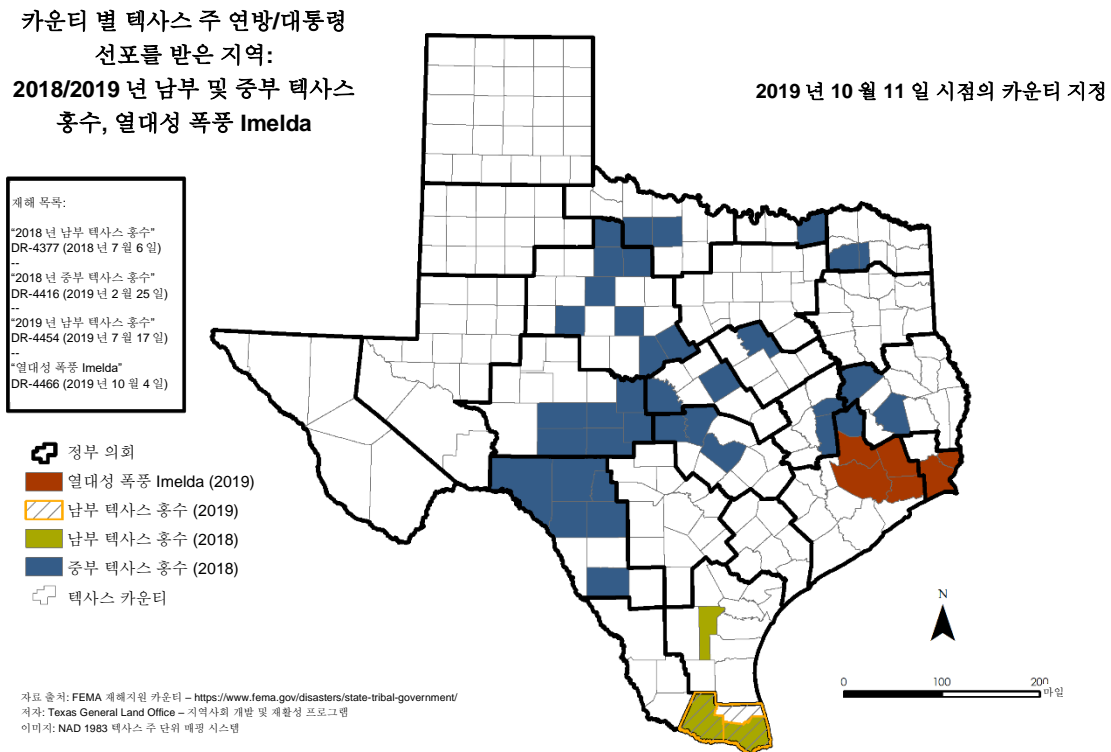 카운티 별 텍사스 주 연방/대통령
선포를 받은 지역:
2018/2019 년 남부 및 중부 텍사스
홍수, 열대성 폭풍 Imelda
2019 년 10 월 11 일 시점의 카운티 지정
재해 목록:
“2018 년 남부 텍사스 홍수”
DR-4377 (2018 년 7 월 6 일)
--
“2018 년 중부 텍사스 홍수”
DR-4416 (2019 년 2 월 25 일)
--
“2019 년 남부 텍사스 홍수”
DR-4454 (2019 년 7 월 17 일)
--
“열대성 폭풍 Imelda”
DR-4466 (2019 년 10 월 4 일)
정부 의회
열대성 폭풍 Imelda (2019)
남부 텍사스 홍수 (2019)
남부 텍사스 홍수 (2018)
중부 텍사스 홍수 (2018)
텍사스 카운티
N
0 100 200
마일
자료 출처: FEMA 재해지원 카운티 – https://www.fema.gov/disasters/state-tribal-government/
저자: Texas General Land Office – 지역사회 개발 및 재활성 프로그램
이미지: NAD 1983 텍사스 주 단위 매핑 시스템